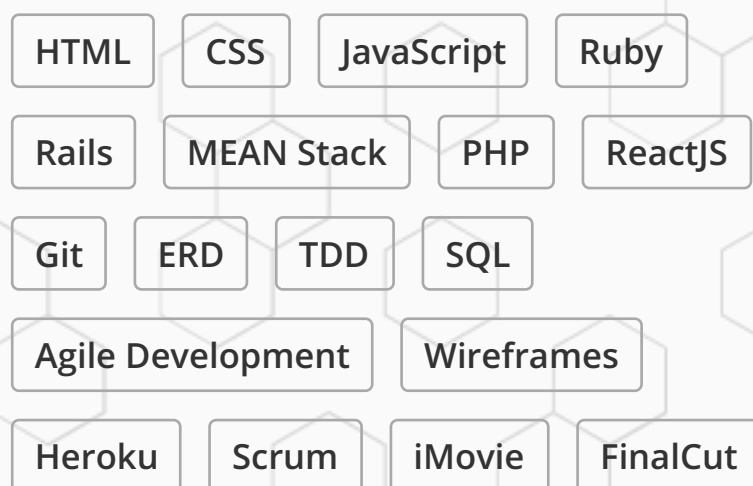 HTML CSS JavaScript Ruby
Rails MEAN Stack PHP ReactJS
Git ERD TDD SQL
Agile Development Wireframes
Heroku Scrum iMovie FinalCut